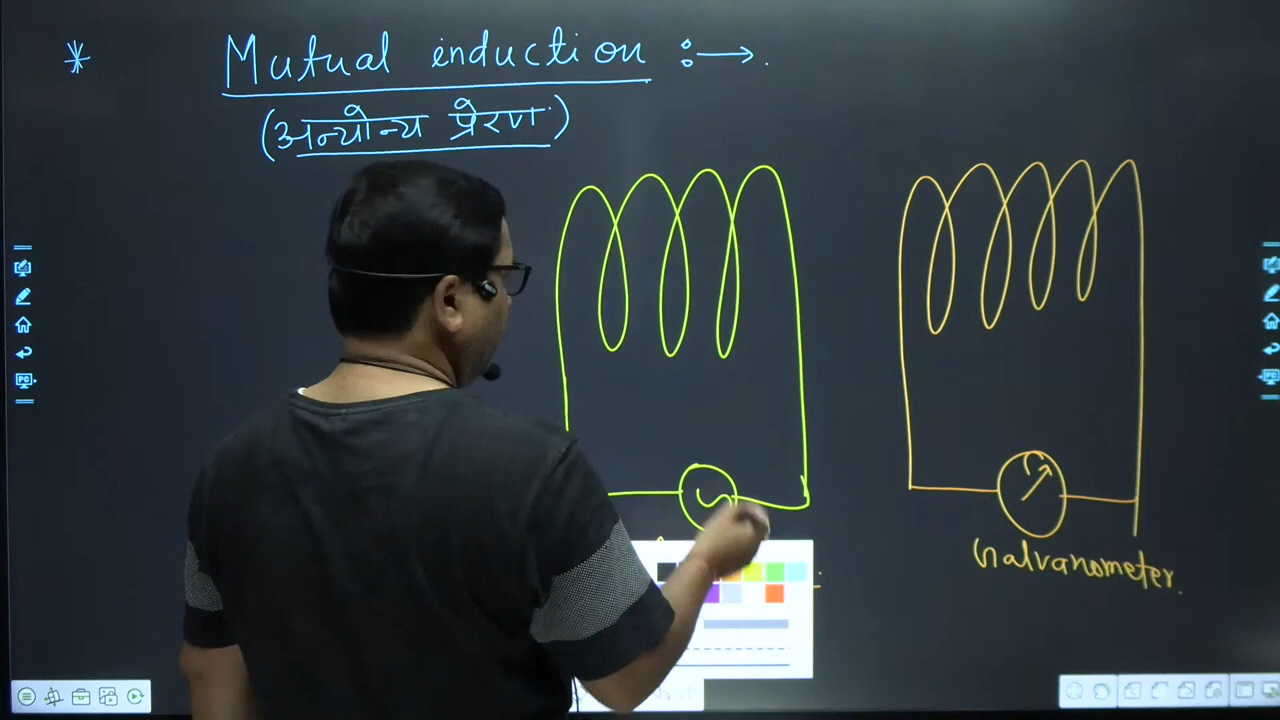 * Mutual induction :→.
(अन्योन्य प्रेरण)
Galvanometer.